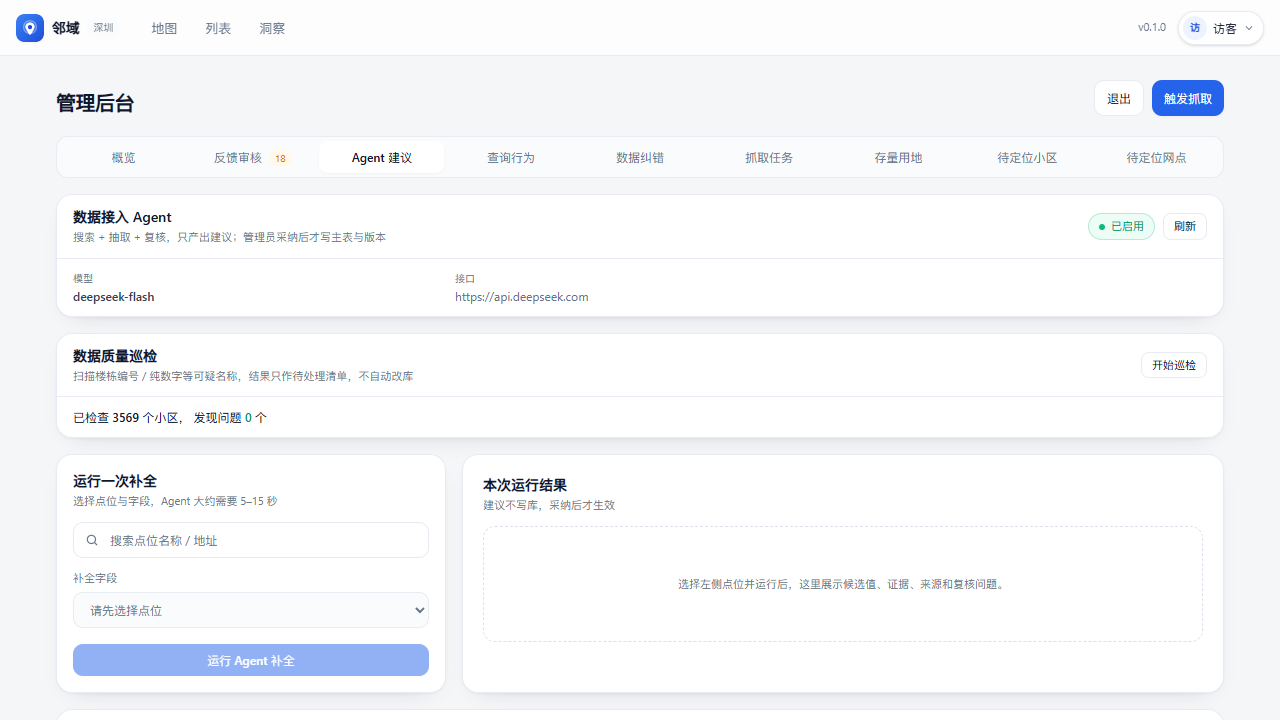 邻域 深圳 地图 列表 洞察 v0.1.0 访 访客
管理后台 退出 触发抓取
概览 反馈审核 18 Agent 建议 查询行为 数据纠错 抓取任务 存量用地 待定位小区 待定位网点
数据接入 Agent
搜索 + 抽取 + 复核，只产出建议；管理员采纳后才写主表与版本
已启用 刷新
模型 接口
deepseek-flash https://api.deepseek.com
数据质量巡检
扫描楼栋编号 / 纯数字等可疑名称，结果只作待处理清单，不自动改库
开始巡检
已检查 3569 个小区， 发现问题 0 个
运行一次补全
选择点位与字段，Agent 大约需要 5–15 秒
搜索点位名称 / 地址
补全字段
请先选择点位
运行 Agent 补全
本次运行结果
建议不写库，采纳后才生效
选择左侧点位并运行后，这里展示候选值、证据、来源和复核问题。